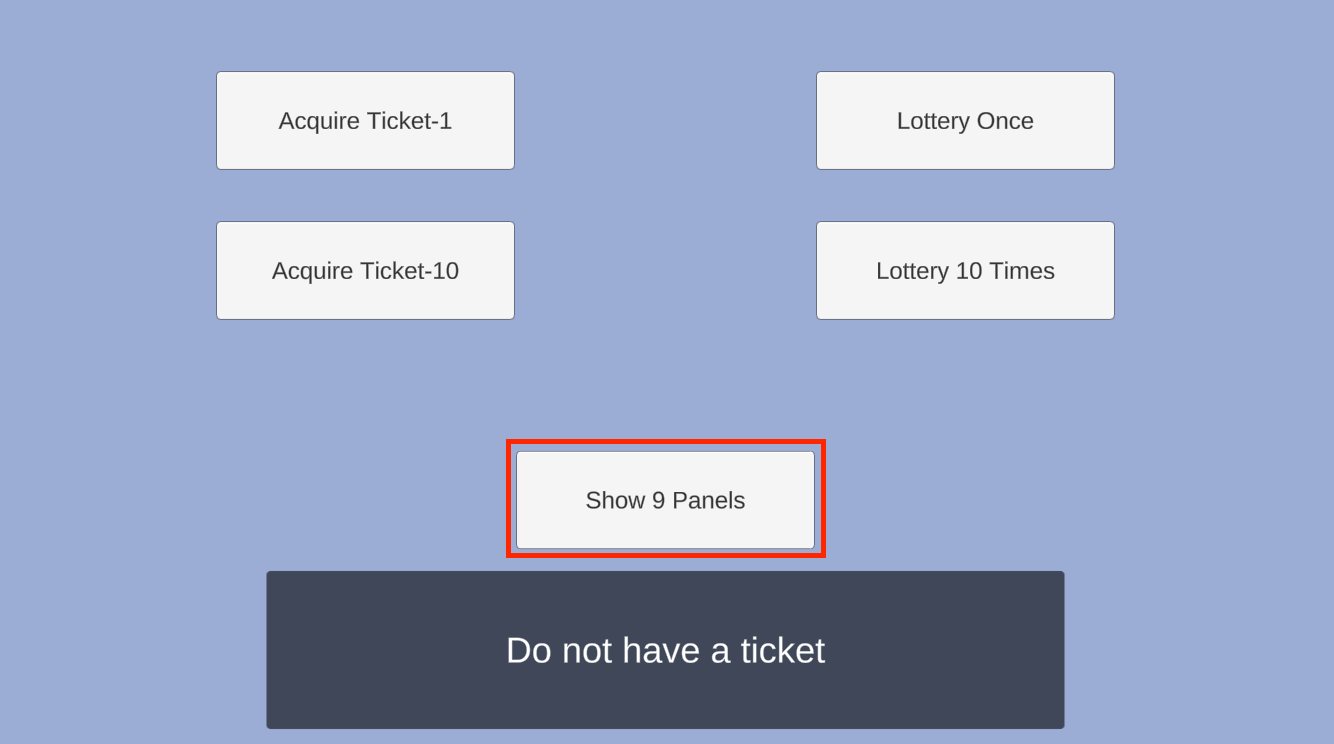 Acquire Ticket-1
Lottery Once
Acquire Ticket-10
Lottery 10 Times
Show 9 Panels
Do not have a ticket